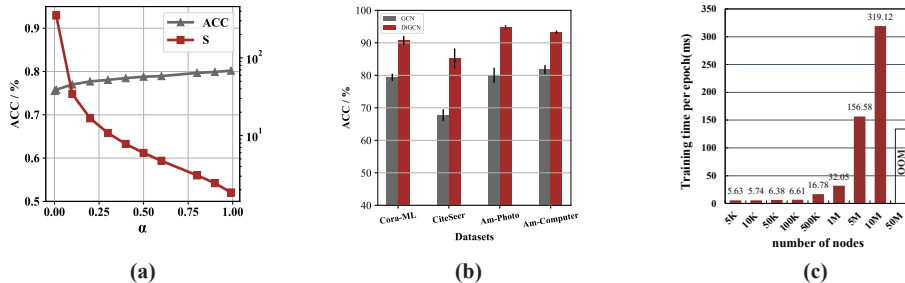 ACC
S
ACC / %
0.9
0.8
0.7
0.6
0.5
10²
10¹
0.00
0.25
0.50
0.75
1.00
α
(a)
GCN
DiGCN
ACC / %
100
90
80
70
60
50
40
Cora-ML
CiteSeer
Am-Photo
Am-Computer
Datasets
(b)
Training time per epoch(ms)
350
300
250
200
150
100
50
0
5.63
5.74
6.38
6.61
16.78
32.05
156.58
319.12
OOM
5K
10K
50K
100K
500K
1M
5M
10M
50M
number of nodes
(c)